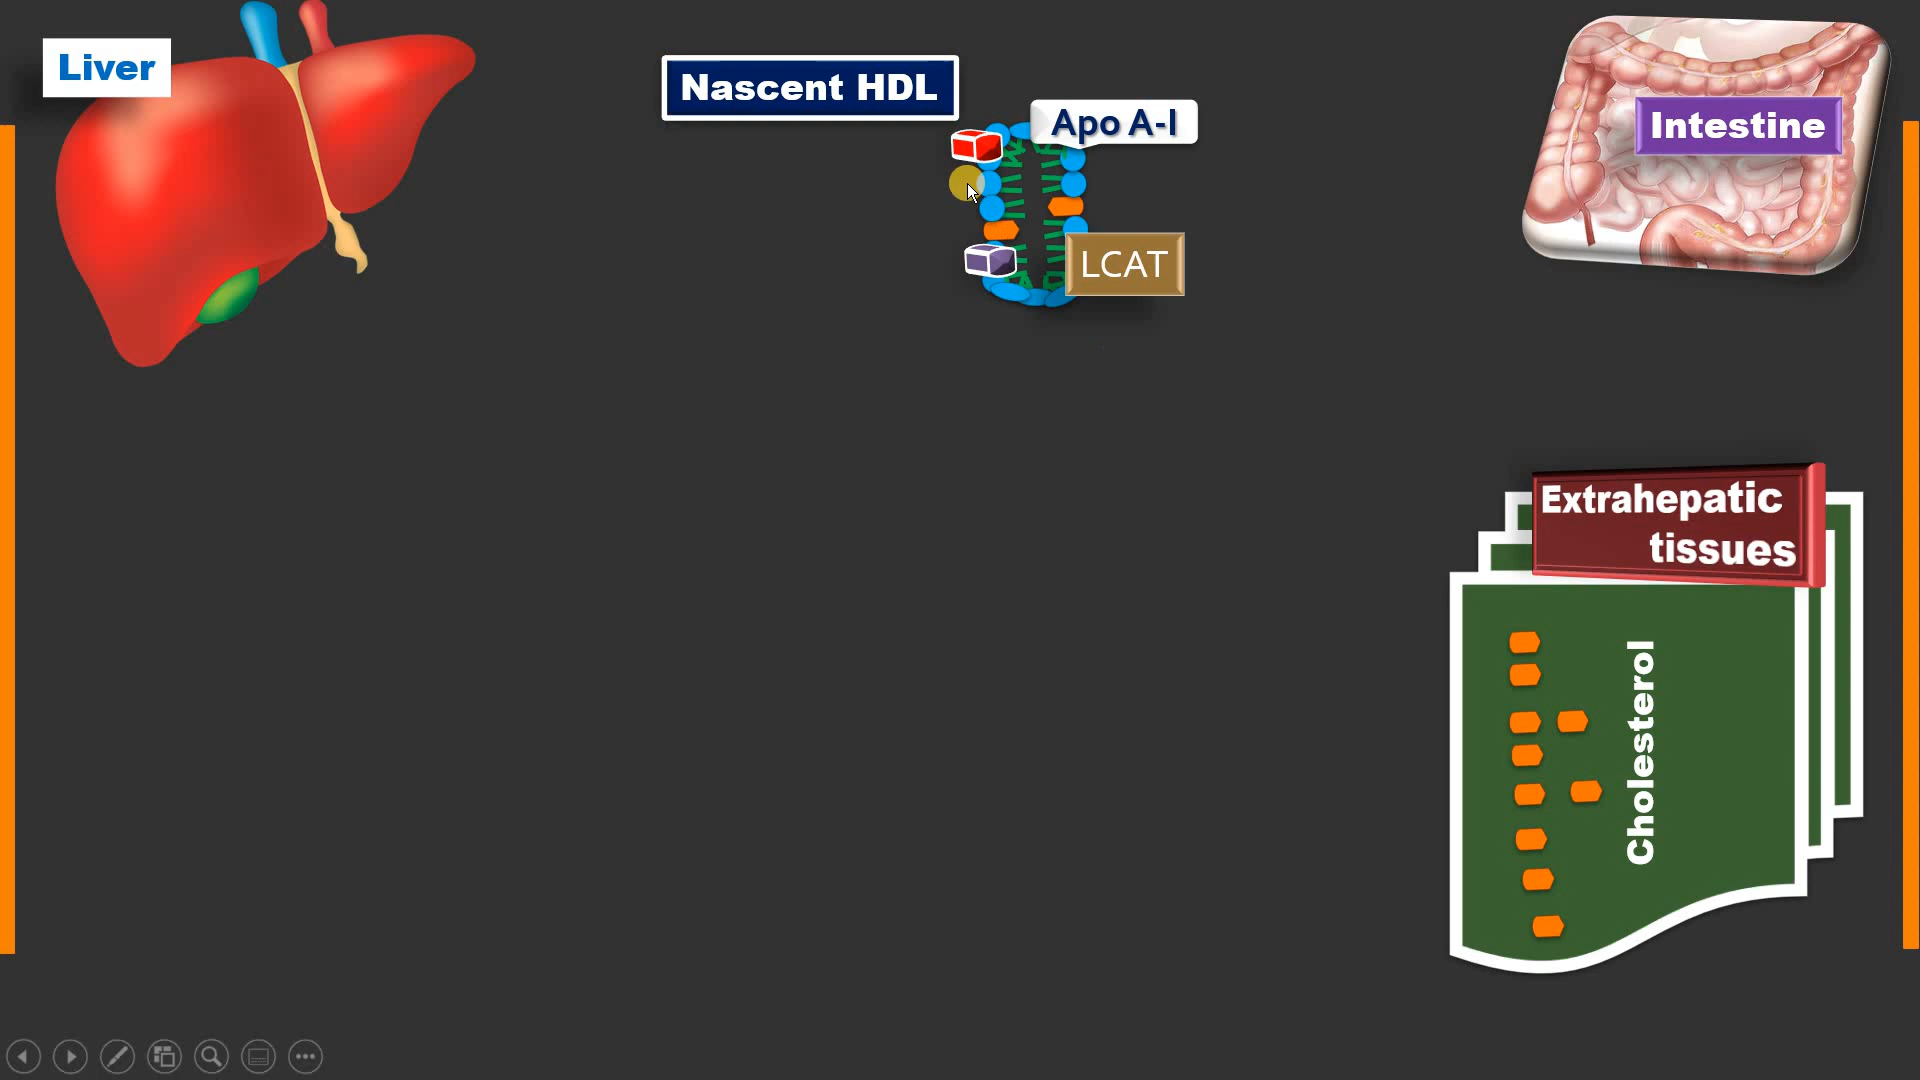 Liver
Nascent HDL
Apo A-I
Intestine
LCAT
Extrahepatic
tissues
Cholesterol